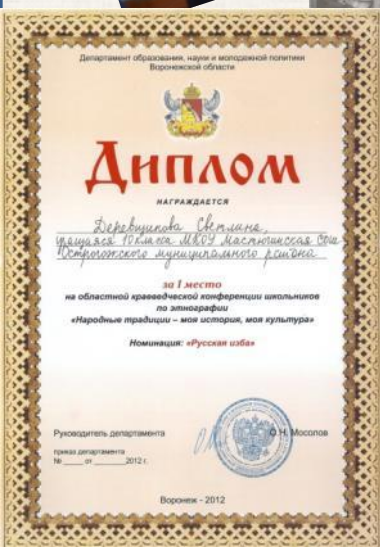 Департамент образования, науки и молодежной политики
Воронежской области
Диплом
НАГРАЖДАЕТСЯ
Деревщикова Светлана,
учащаяся 10 класса МКОУ Мастюгинская СОШ
Острогожского муниципального района
за I место
на областной краеведческой конференции школьников
по этнографии
«Народные традиции – моя история, моя культура»
Номинация: «Русская изба»
Руководитель департамента О.Н. Мосолов
приказ департамента
№ ____ от ________2012 г.
Воронеж - 2012